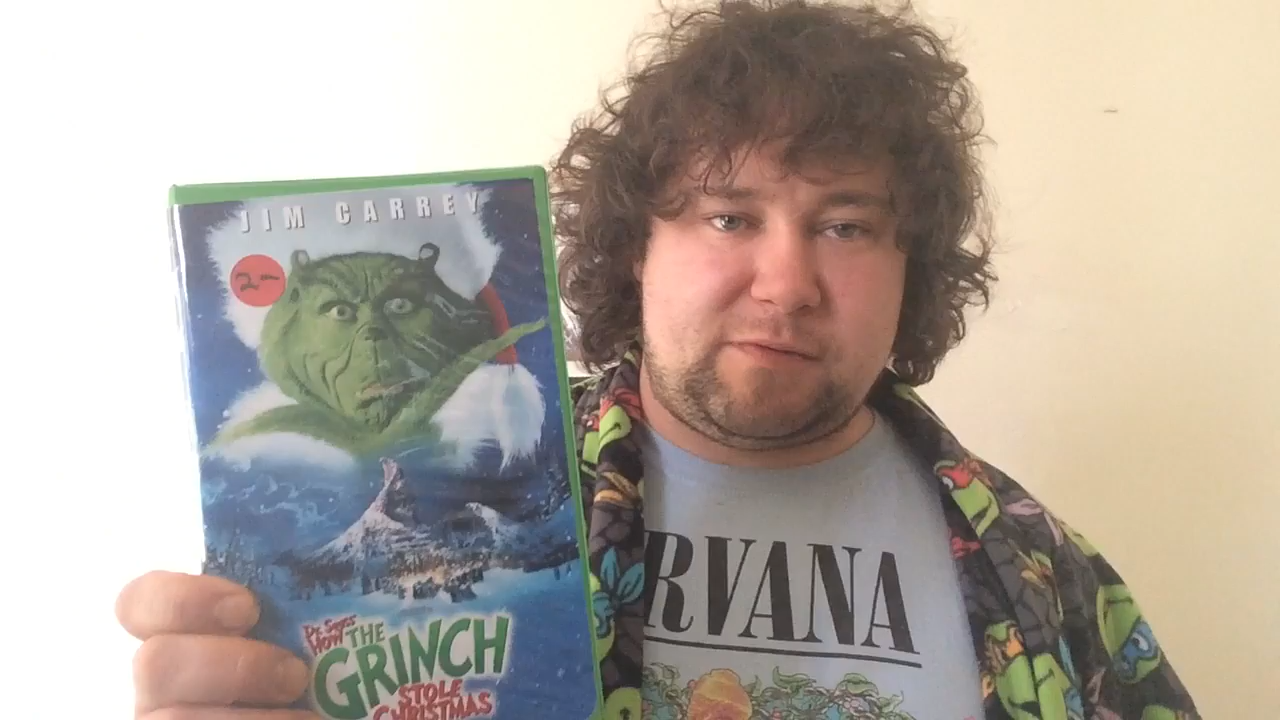 JIM CARREY
2-
Dr. Seuss'
HOW THE
GRINCH
STOLE
CHRISTMAS
RVANA